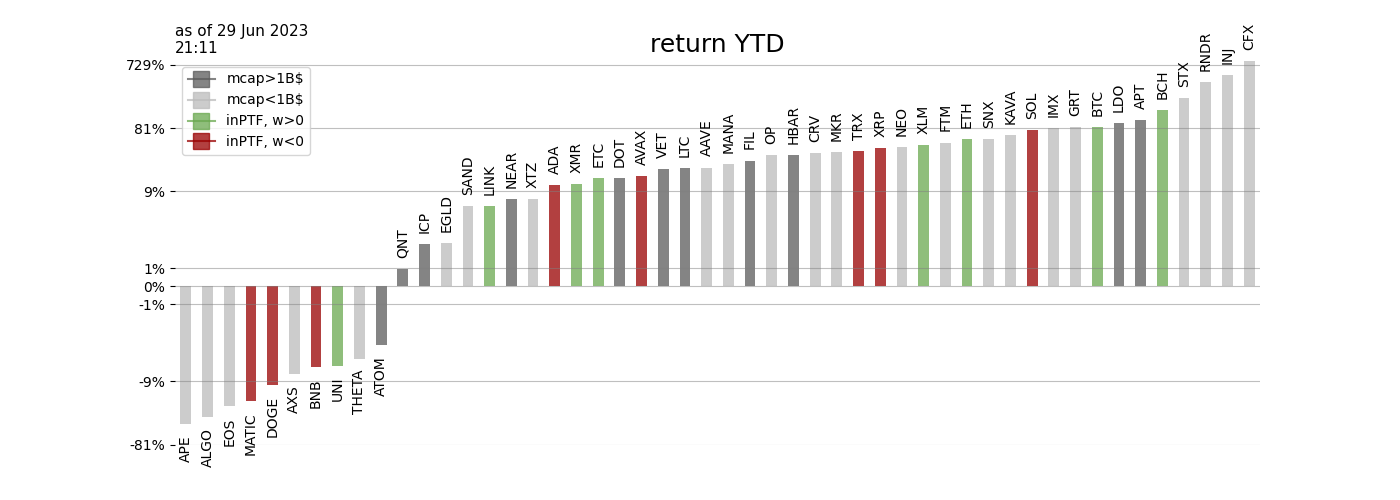 as of 29 Jun 2023
21:11
return YTD
mcap>1B$
mcap<1B$
inPTF, w>0
inPTF, w<0
729%
81%
9%
1%
0%
-1%
-9%
-81%
APE
ALGO
EOS
MATIC
DOGE
AXS
BNB
UNI
THETA
ATOM
QNT
ICP
EGLD
SAND
LINK
NEAR
XTZ
ADA
XMR
ETC
DOT
AVAX
VET
LTC
AAVE
MANA
FIL
OP
HBAR
CRV
MKR
TRX
XRP
NEO
XLM
FTM
ETH
SNX
KAVA
SOL
IMX
GRT
BTC
LDO
APT
BCH
STX
RNDR
INJ
CFX